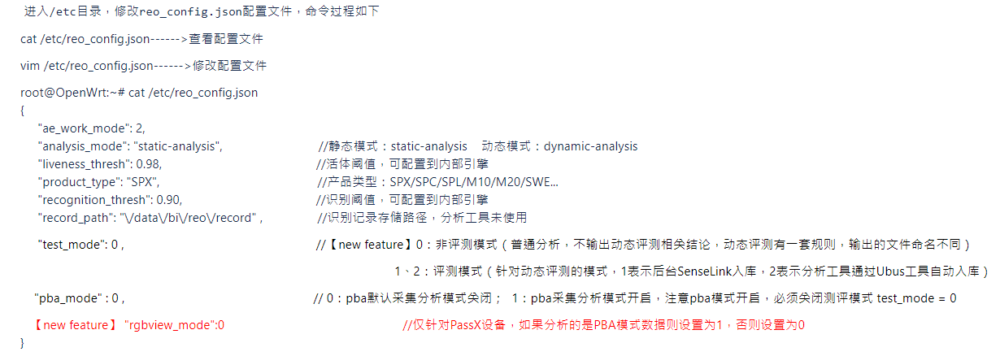 进入/etc目录，修改reo_config.json配置文件，命令过程如下
cat /etc/reo_config.json------>查看配置文件
vim /etc/reo_config.json------>修改配置文件
root@OpenWrt:~# cat /etc/reo_config.json
{
"ae_work_mode": 2,
"analysis_mode": "static-analysis", //静态模式：static-analysis 动态模式：dynamic-analysis
"liveness_thresh": 0.98, //活体阈值，可配置到内部引擎
"product_type": "SPX", //产品类型：SPX/SPC/SPL/M10/M20/SWE...
"recognition_thresh": 0.90, //识别阈值，可配置到内部引擎
"record_path": "\/data\/bi\/reo\/record" , //识别记录存储路径，分析工具未使用
"test_mode": 0 , //【new feature】0：非评测模式（普通分析，不输出动态评测相关结论，动态评测有一套规则，输出的文件命名不同）
1、2：评测模式（针对动态评测的模式，1表示后台SenseLink入库，2表示分析工具通过Ubus工具自动入库）
"pba_mode" : 0 , // 0：pba默认采集分析模式关闭； 1：pba采集分析模式开启，注意pba模式开启，必须关闭测评模式 test_mode = 0
【new feature】 "rgbview_mode":0 //仅针对PassX设备，如果分析的是PBA模式数据则设置为1，否则设置为0
}